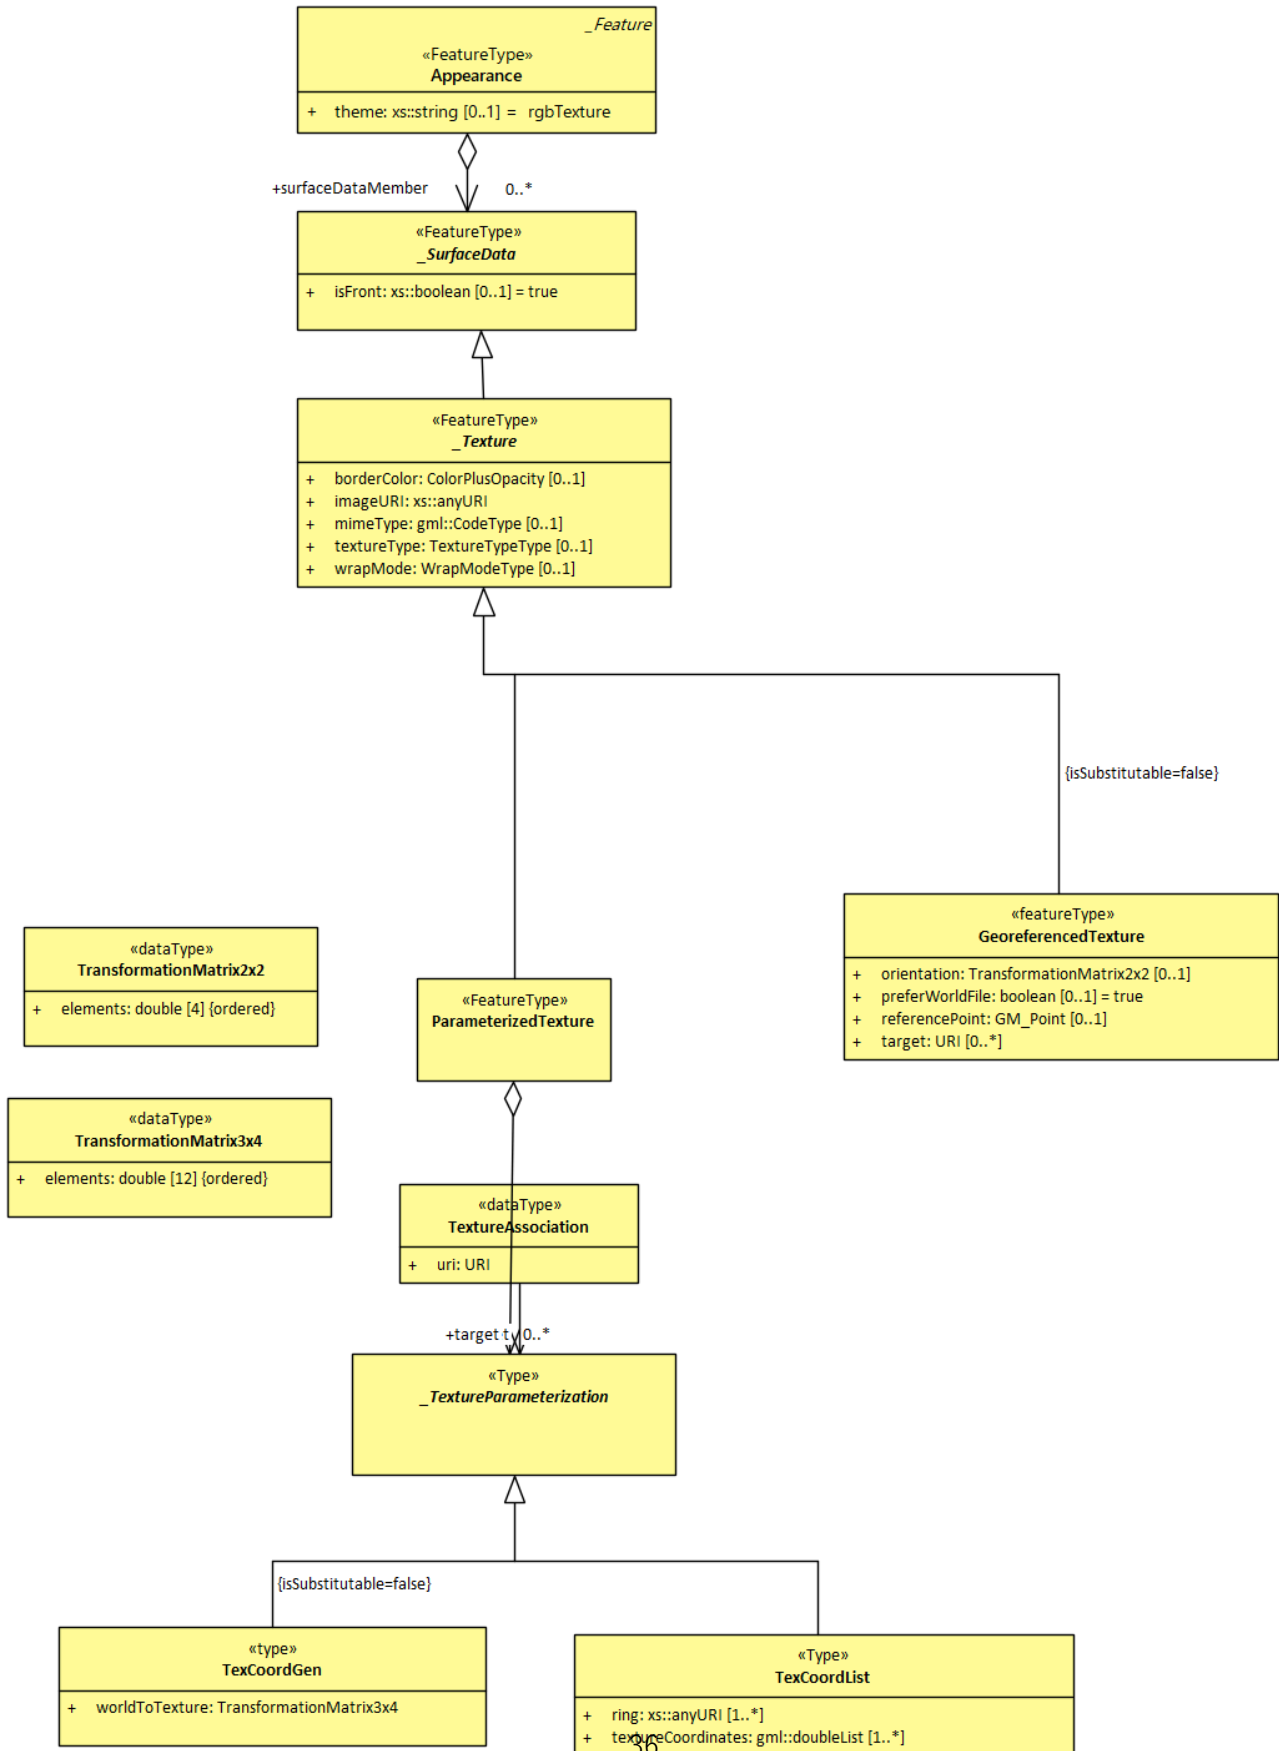 _Feature
«FeatureType»
Appearance
+ theme: xs::string [0..1] = rgbTexture
+surfaceDataMember 0..*
«FeatureType»
_SurfaceData
+ isFront: xs::boolean [0..1] = true
«FeatureType»
_Texture
+ borderColor: ColorPlusOpacity [0..1]
+ imageURI: xs::anyURI
+ mimeType: gml::CodeType [0..1]
+ textureType: TextureTypeType [0..1]
+ wrapMode: WrapModeType [0..1]
{isSubstitutable=false}
«featureType»
GeoreferencedTexture
+ orientation: TransformationMatrix2x2 [0..1]
+ preferWorldFile: boolean [0..1] = true
+ referencePoint: GM_Point [0..1]
+ target: URI [0..*]
«dataType»
TransformationMatrix2x2
+ elements: double [4] {ordered}
«FeatureType»
ParameterizedTexture
«dataType»
TransformationMatrix3x4
+ elements: double [12] {ordered}
«dataType»
TextureAssociation
+ uri: URI
+target 0..*
«Type»
_TextureParameterization
{isSubstitutable=false}
«type»
TexCoordGen
+ worldToTexture: TransformationMatrix3x4
«Type»
TexCoordList
+ ring: xs::anyURI [1..*]
+ textureCoordinates: gml::doubleList [1..*]
36